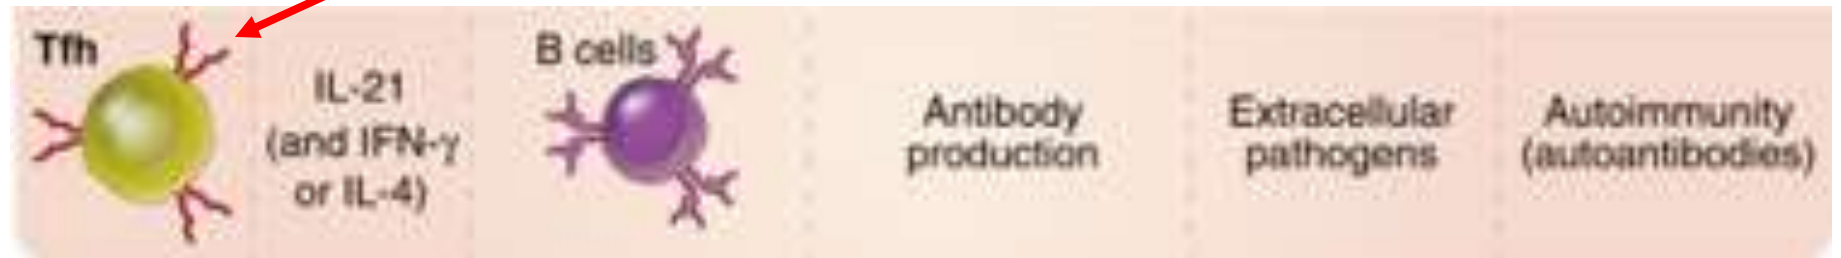 Tfh
IL-21
(and IFN-γ
or IL-4)
B cells
Antibody
production
Extracellular
pathogens
Autoimmunity
(autoantibodies)